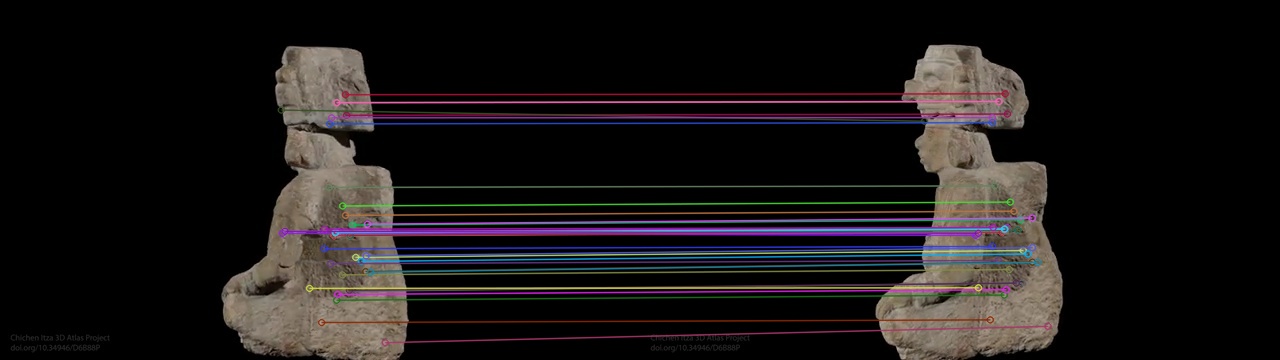 Chichen Itza 3D Atlas Project
doi.org/10.34946/D6B88P
Chichen Itza 3D Atlas Project
doi.org/10.34946/D6B88P